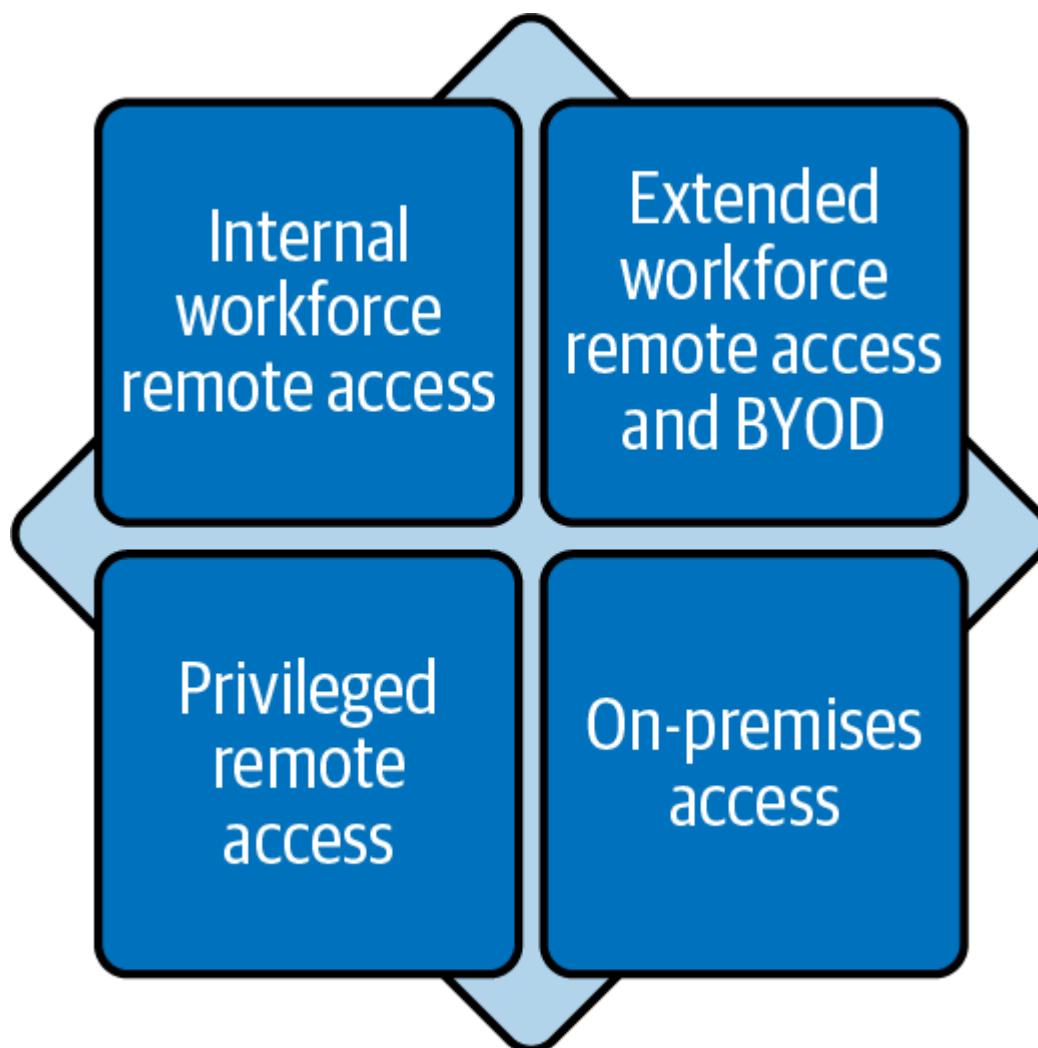 Internal
workforce
remote access
Extended
workforce
remote access
and BYOD
Privileged
remote
access
On-premises
access